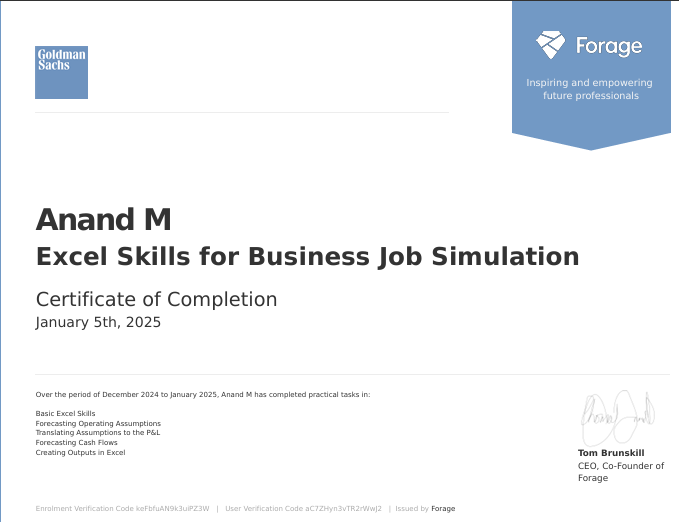 Goldman
Sachs
Forage
Inspiring and empowering
future professionals
Anand M
Excel Skills for Business Job Simulation
Certificate of Completion
January 5th, 2025
Over the period of December 2024 to January 2025, Anand M has completed practical tasks in:
Basic Excel Skills
Forecasting Operating Assumptions
Translating Assumptions to the P&L
Forecasting Cash Flows
Creating Outputs in Excel
Tom Brunskill
CEO, Co-Founder of
Forage
Enrolment Verification Code keFbfuAN9k3uiPZ3W | User Verification Code aC7ZHyn3vTR2rWwJ2 | Issued by Forage